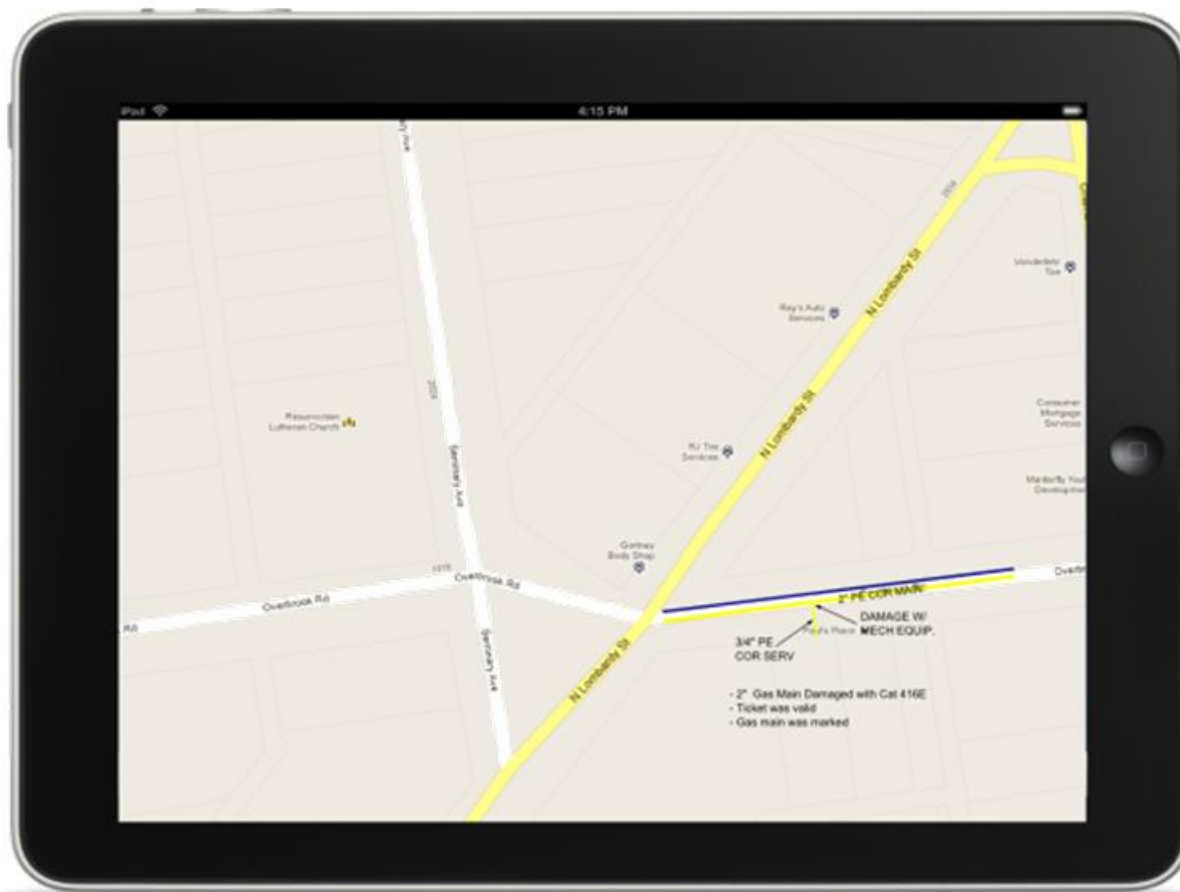 iPad
4:15 PM
N Lombardy St
Ray's Auto
Services
N Lombardy St
Consumer
Mortgage
Services
Resurrection
Lutheran Church
RJ Tire
Services
Seminary Ave
Gortney
Body Shop
Overbrook Rd
Overbrook Rd
Rd
2" PE COR MAIN
DAMAGE W/
MECH EQUIP.
3/4" PE
COR SERV
Seminary Ave
N Lombardy St
- 2" Gas Main Damaged with Cat 416E
- Ticket was valid
- Gas main was marked